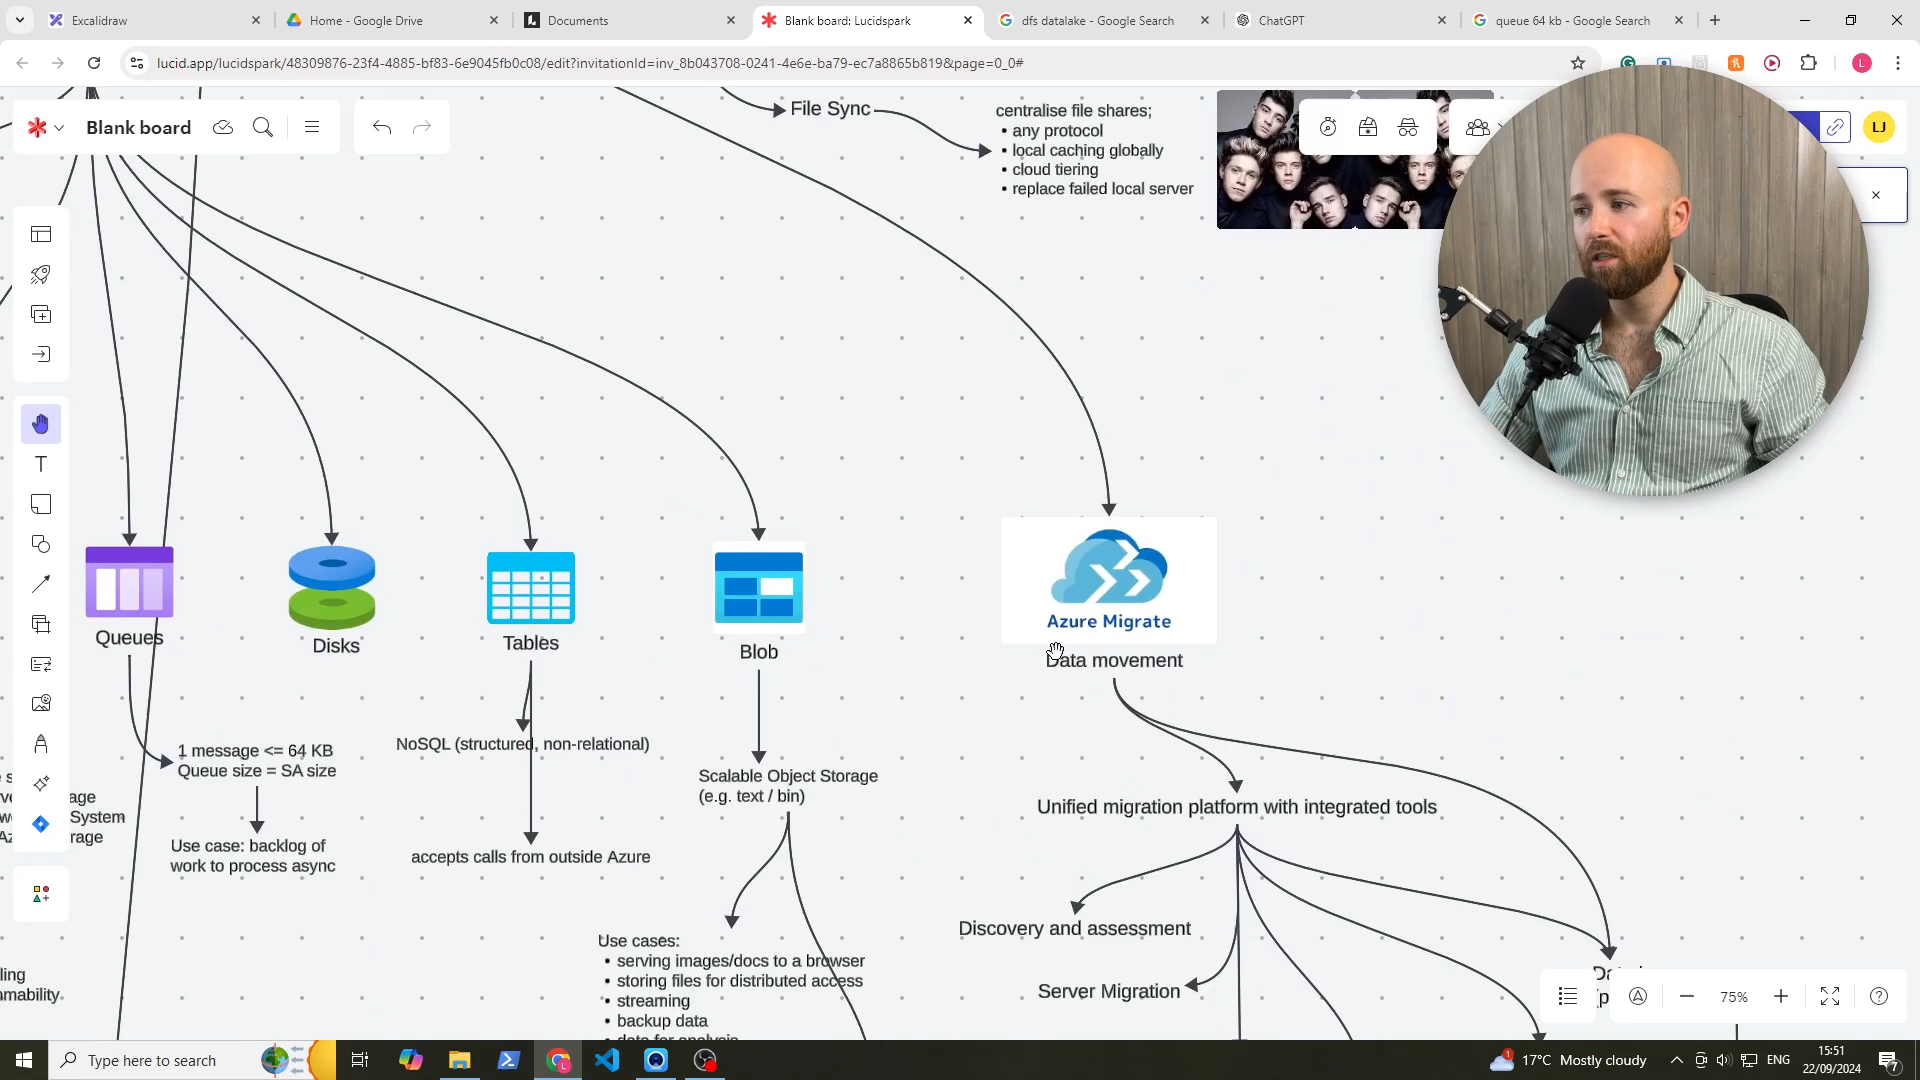 Excalidraw
Home - Google Drive
Documents
Blank board: Lucidspark
dfs datalake - Google Search
ChatGPT
queue 64 kb - Google Search
lucid.app/lucidspark/48309876-23f4-4885-bf83-6e9045fb0c08/edit?invitationId=inv_8b043708-0241-4e6e-ba79-ec7a8865b819&page=0_0#
L
Blank board
LJ
File Sync
centralise file shares;
• any protocol
• local caching globally
• cloud tiering
• replace failed local server
Queues
Disks
Tables
Blob
Azure Migrate
Data movement
1 message <= 64 KB
Queue size = SA size
Use case: backlog of
work to process async
NoSQL (structured, non-relational)
accepts calls from outside Azure
Scalable Object Storage
(e.g. text / bin)
Use cases:
• serving images/docs to a browser
• storing files for distributed access
• streaming
• backup data
Unified migration platform with integrated tools
Discovery and assessment
Server Migration
T
System
75%
Type here to search
17°C Mostly cloudy
ENG
15:51
22/09/2024
1
7